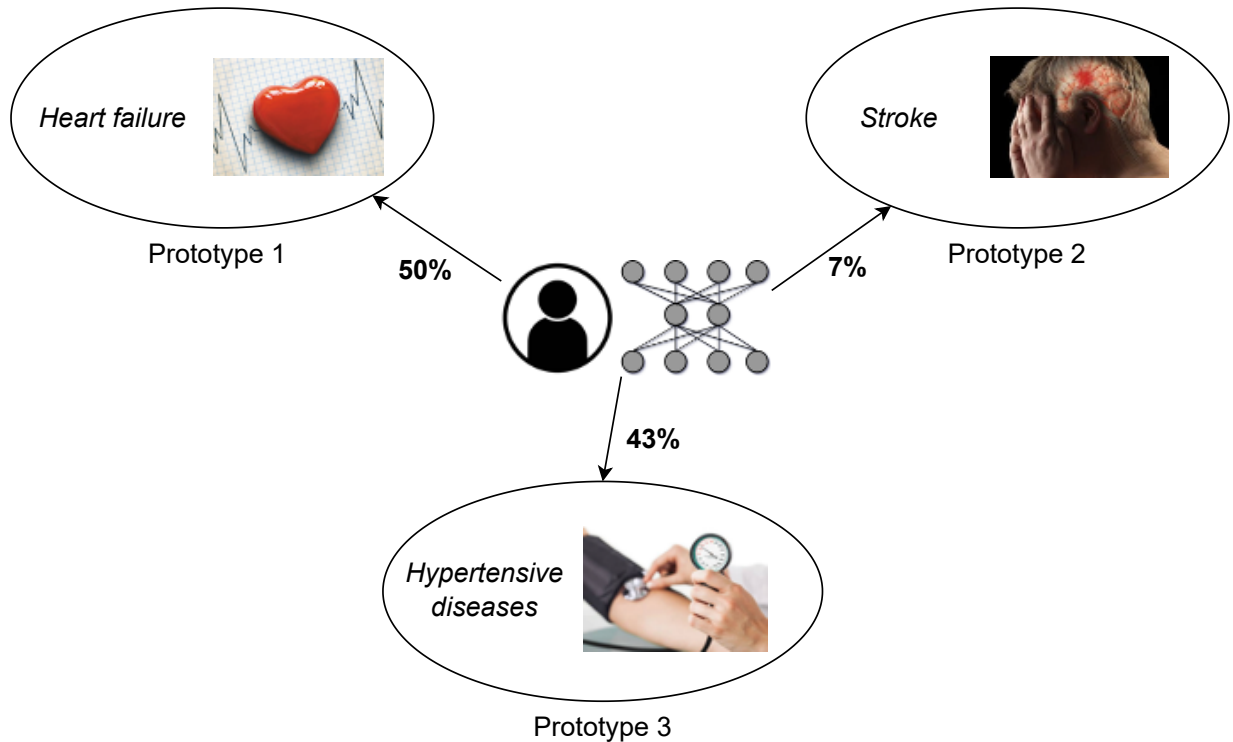 Heart failure
Stroke
Prototype 1
Prototype 2
50%
7%
43%
Hypertensive
diseases
Prototype 3